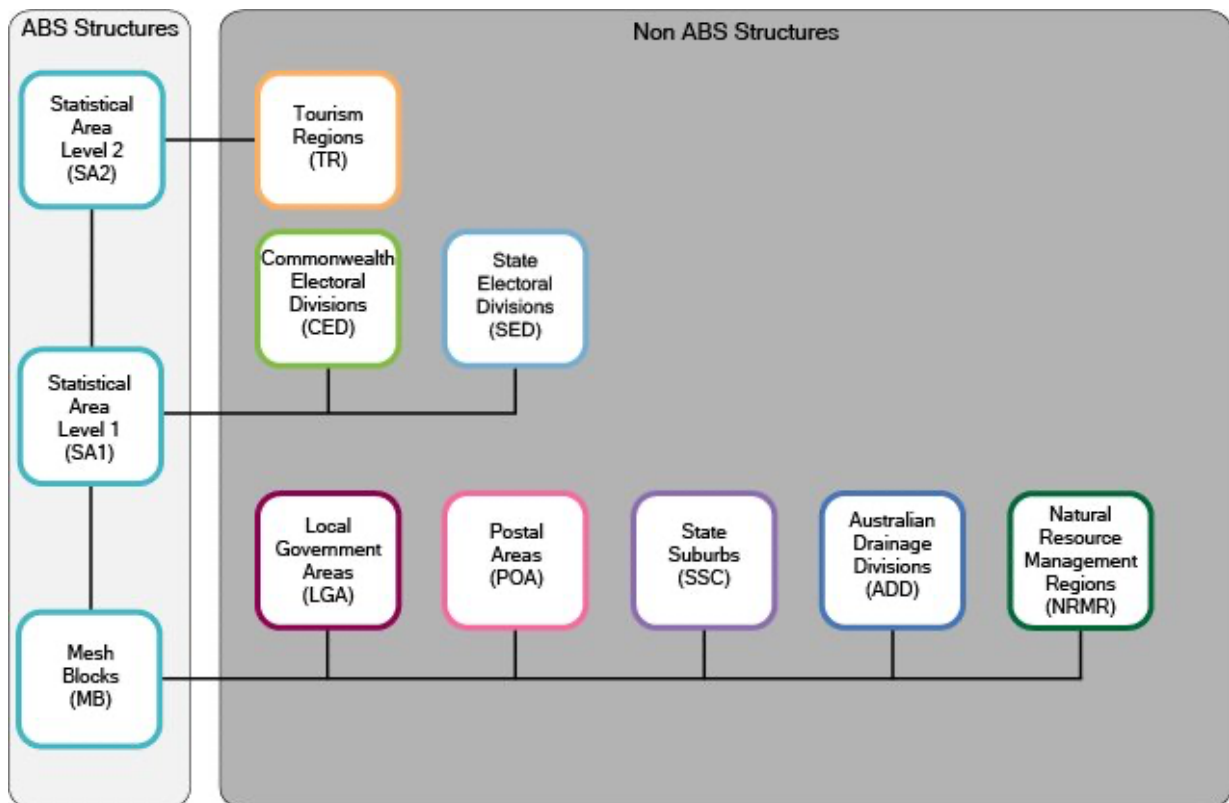 ABS Structures
Non ABS Structures
Statistical
Area
Level 2
(SA2)
Tourism
Regions
(TR)
Commonwealth
Electoral
Divisions
(CED)
State
Electoral
Divisions
(SED)
Statistical
Area
Level 1
(SA1)
Local
Government
Areas
(LGA)
Postal
Areas
(POA)
State
Suburbs
(SSC)
Australian
Drainage
Divisions
(ADD)
Natural
Resource
Management
Regions
(NRMR)
Mesh
Blocks
(MB)